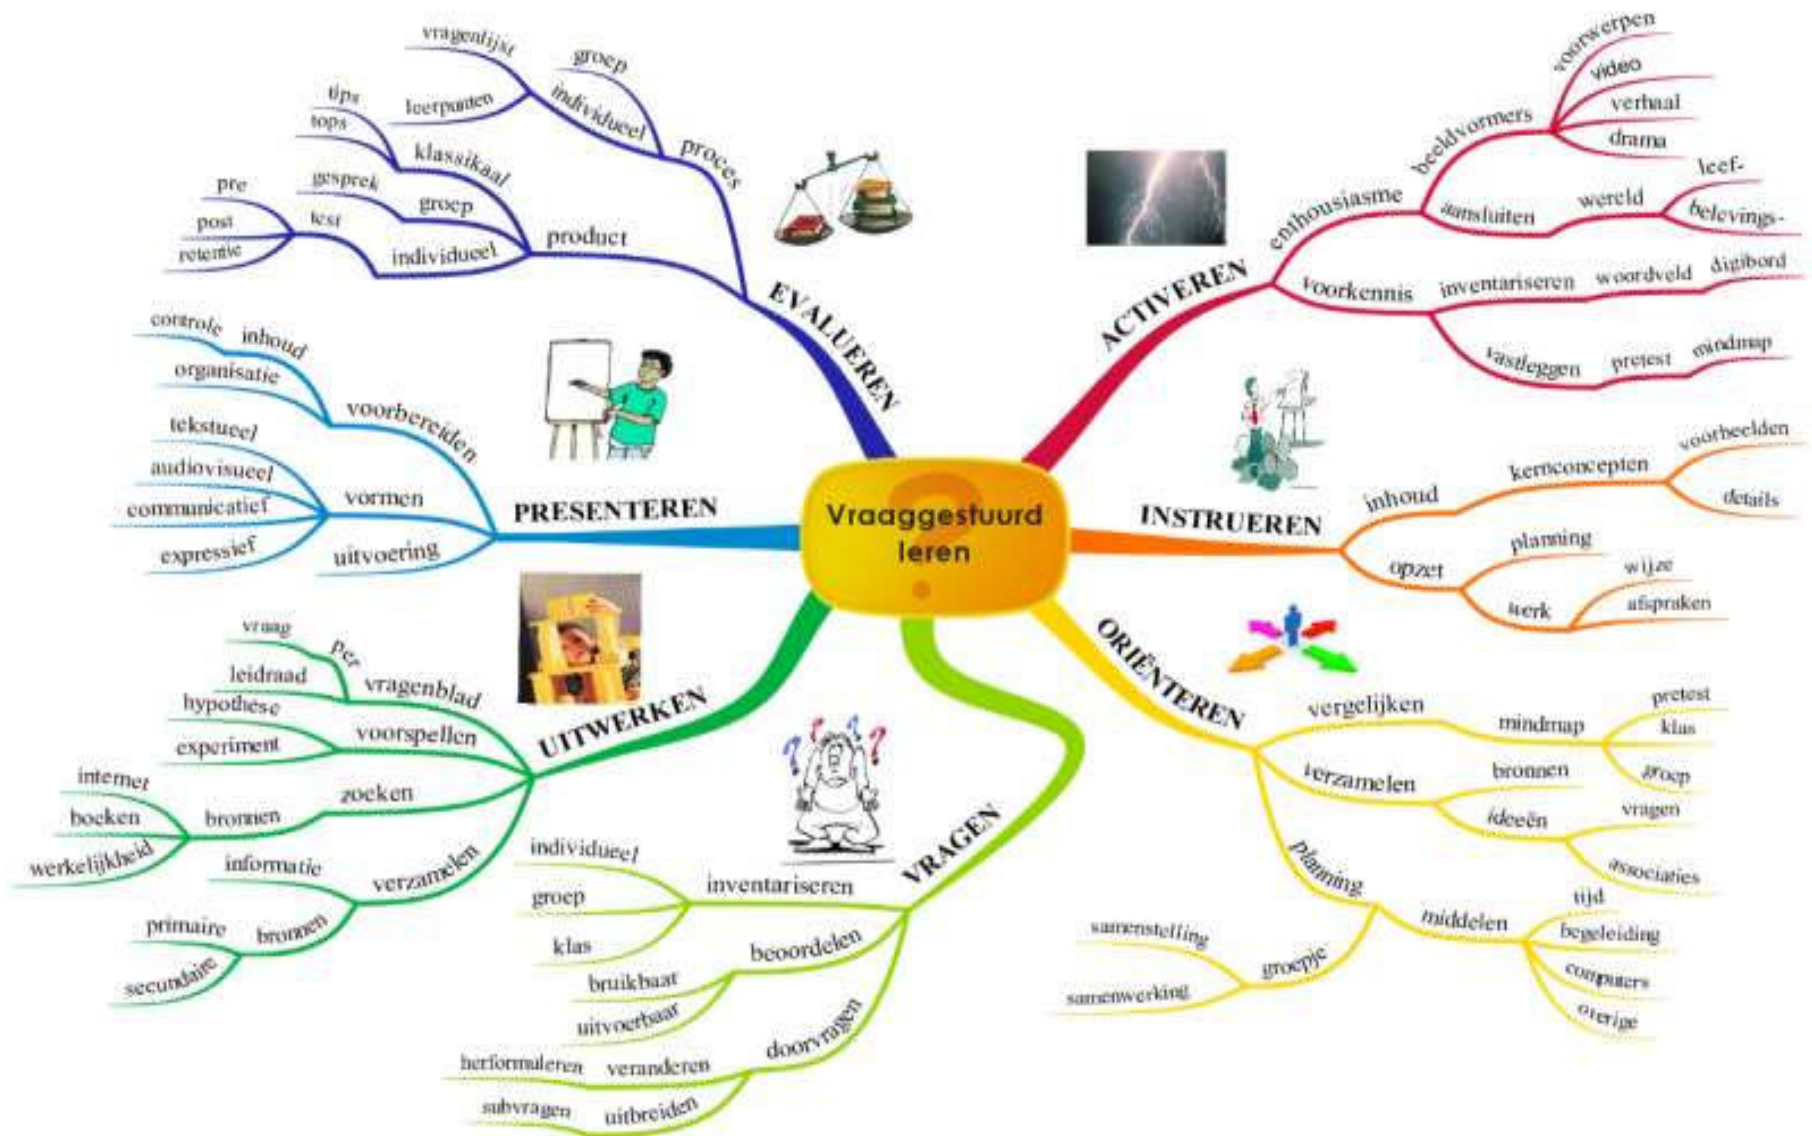 Vraaggestuurd
leren
ACTIVEREN
enthousiasme
beeldvormers
voorwerpen
video
verhaal
drama
aansluiten
wereld
leef-
belevings-
voorkennis
inventariseren
woordveld
digibord
vastleggen
pretest
mindmap
INSTRUEREN
inhoud
kernconcepten
voorbeelden
details
opzet
planning
werk
wijze
afspraken
ORIËNTEREN
vergelijken
mindmap
pretest
klas
groep
verzamelen
bronnen
ideeën
vragen
associaties
planning
middelen
tijd
begeleiding
computers
overige
groepje
samenstelling
samenwerking
VRAGEN
inventariseren
individueel
groep
klas
beoordelen
bruikbaar
uitvoerbaar
doorvragen
veranderen
herformuleren
uitbreiden
subvragen
UITWERKEN
vragenblad
per
vraag
leidraad
voorspellen
hypothese
experiment
zoeken
bronnen
internet
boeken
werkelijkheid
verzamelen
informatie
bronnen
primaire
secundaire
PRESENTEREN
voorbereiden
inhoud
controle
organisatie
vormen
tekstueel
audiovisueel
communicatief
expressief
uitvoering
EVALUEREN
proces
groep
individueel
vragenlijst
leerpunten
product
klassikaal
tips
tops
groep
gesprek
individueel
test
pre
post
retentie